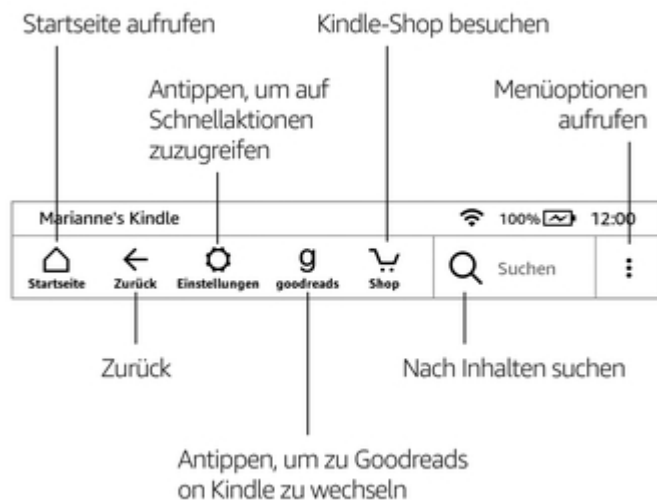 Startseite aufrufen
Kindle-Shop besuchen
Antippen, um auf
Schnellaktionen
zuzugreifen
Menüoptionen
aufrufen
Marianne's Kindle
100%
12:00
Startseite
Zurück
Einstellungen
g
goodreads
Shop
Suchen
Zurück
Nach Inhalten suchen
Antippen, um zu Goodreads
on Kindle zu wechseln